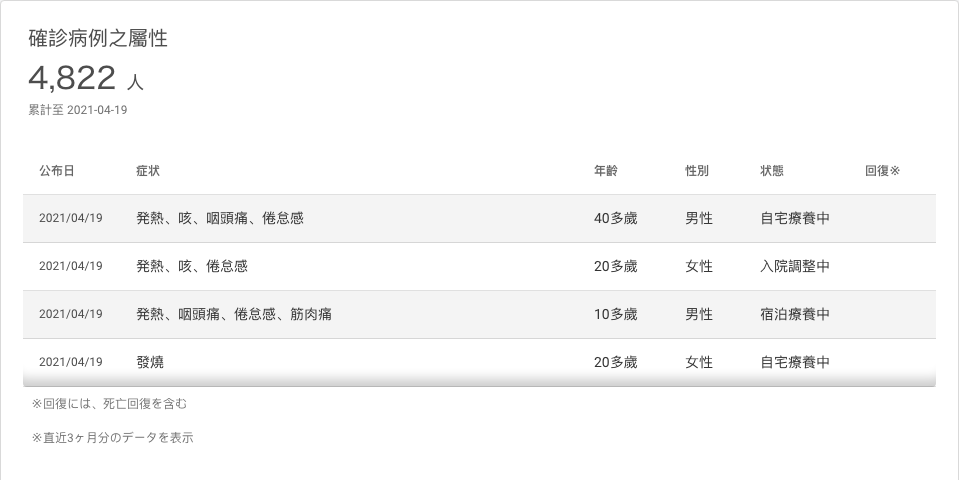 確診病例之屬性
4,822 人
累計至 2021-04-19
公布日 症状 年齢 性別 状態 回復※
2021/04/19 発熱、咳、咽頭痛、倦怠感 40多歲 男性 自宅療養中
2021/04/19 発熱、咳、倦怠感 20多歲 女性 入院調整中
2021/04/19 発熱、咽頭痛、倦怠感、筋肉痛 10多歲 男性 宿泊療養中
2021/04/19 發燒 20多歲 女性 自宅療養中
※回復には、死亡回復を含む
※直近3ヶ月分のデータを表示